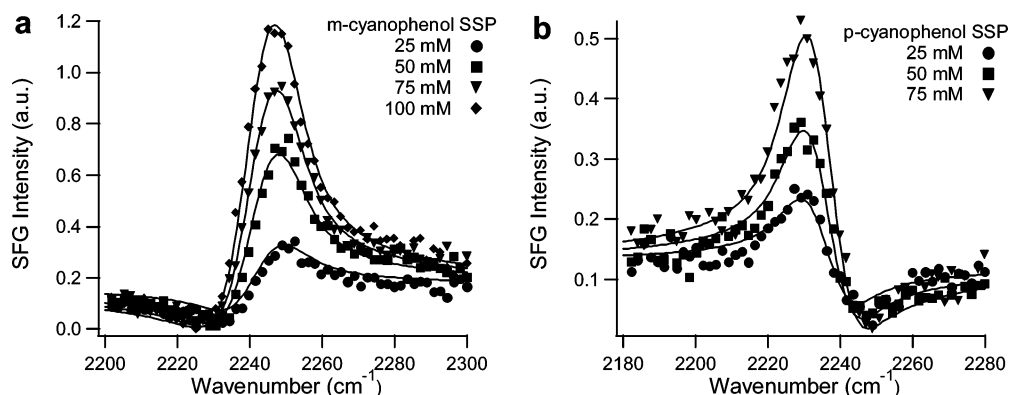 a
m-cyanophenol SSP
25 mM
50 mM
75 mM
100 mM
SFG Intensity (a.u.)
1.2
1.0
0.8
0.6
0.4
0.2
0.0
2200 2220 2240 2260 2280 2300
Wavenumber (cm-1)
b
p-cyanophenol SSP
25 mM
50 mM
75 mM
SFG Intensity (a.u.)
0.5
0.4
0.3
0.2
0.1
2180 2200 2220 2240 2260 2280
Wavenumber (cm-1)